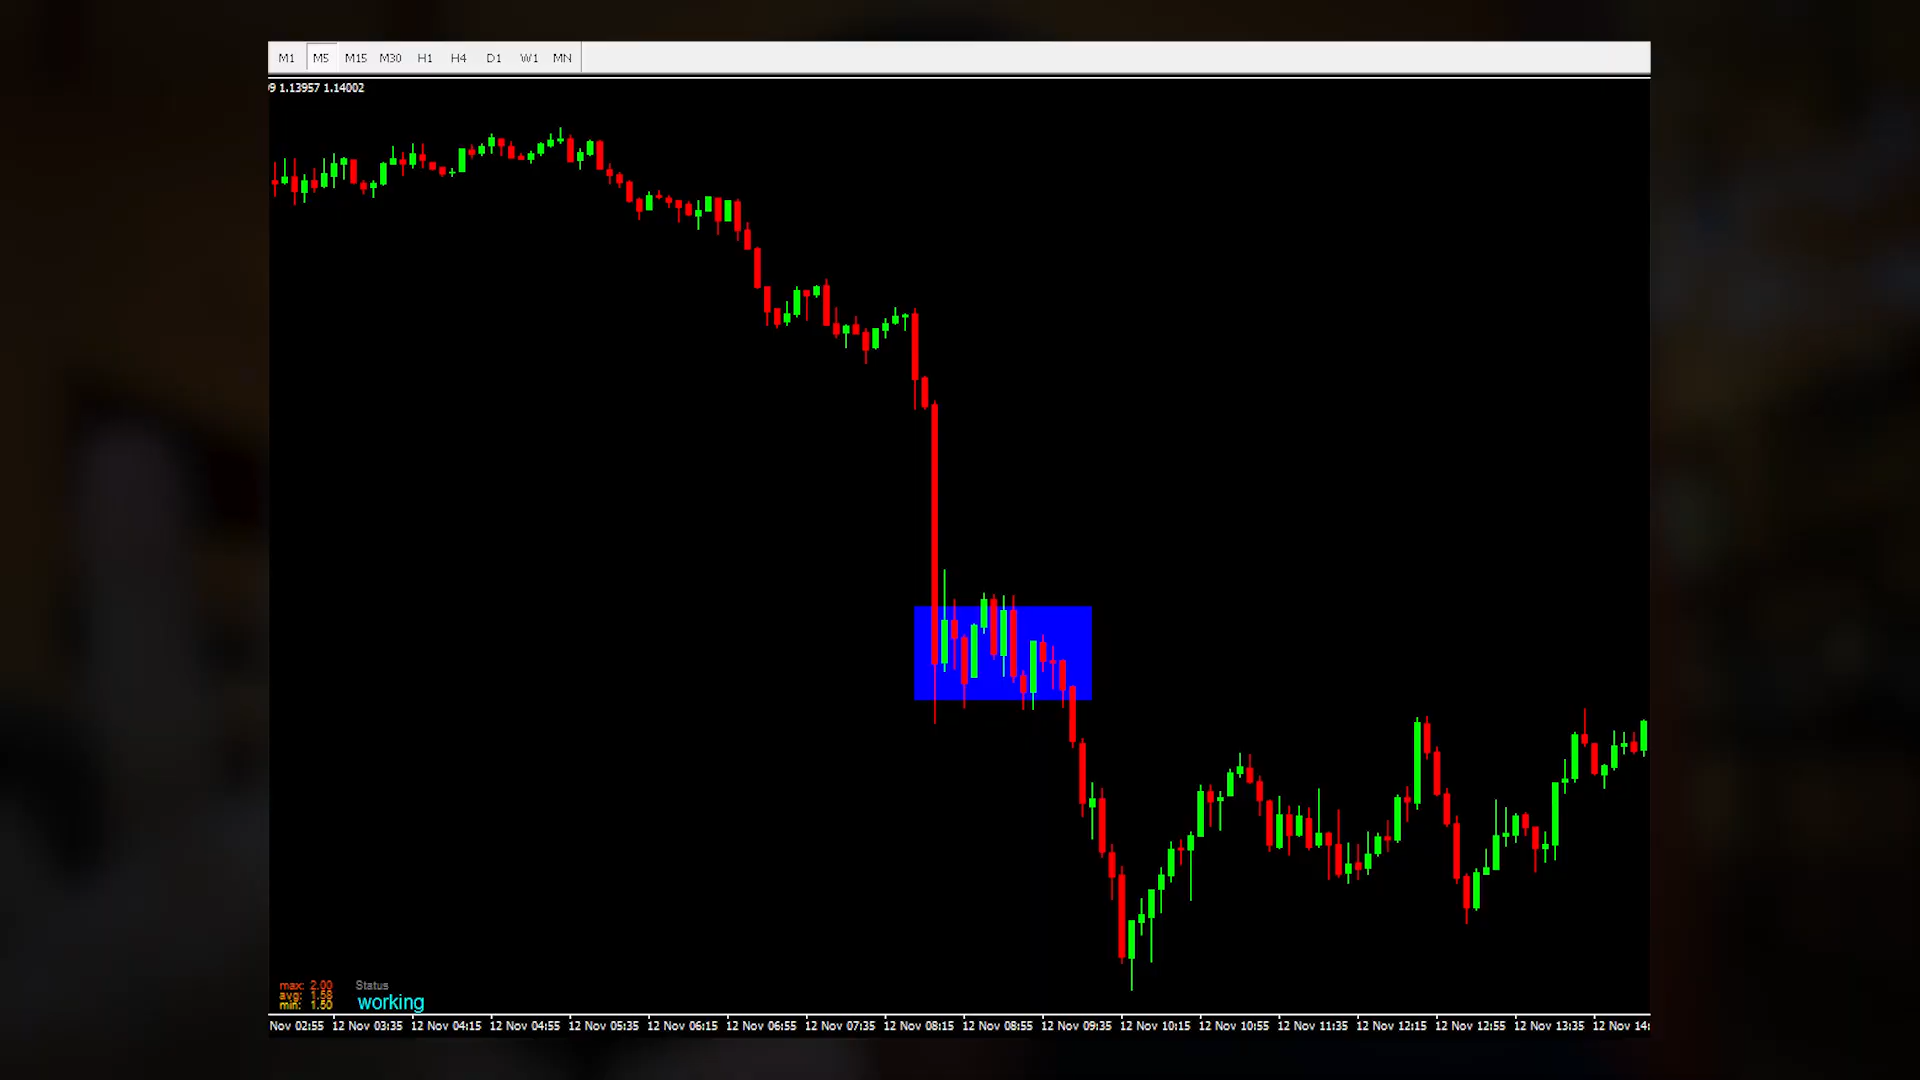 M1 M5 M15 M30 H1 H4 D1 W1 MN
9 1.13957 1.14002
max: 2.00 Status
avg: 1.58
min: 1.50 working
Nov 02:55 12 Nov 03:35 12 Nov 04:15 12 Nov 04:55 12 Nov 05:35 12 Nov 06:15 12 Nov 06:55 12 Nov 07:35 12 Nov 08:15 12 Nov 08:55 12 Nov 09:35 12 Nov 10:15 12 Nov 10:55 12 Nov 11:35 12 Nov 12:15 12 Nov 12:55 12 Nov 13:35 12 Nov 14: